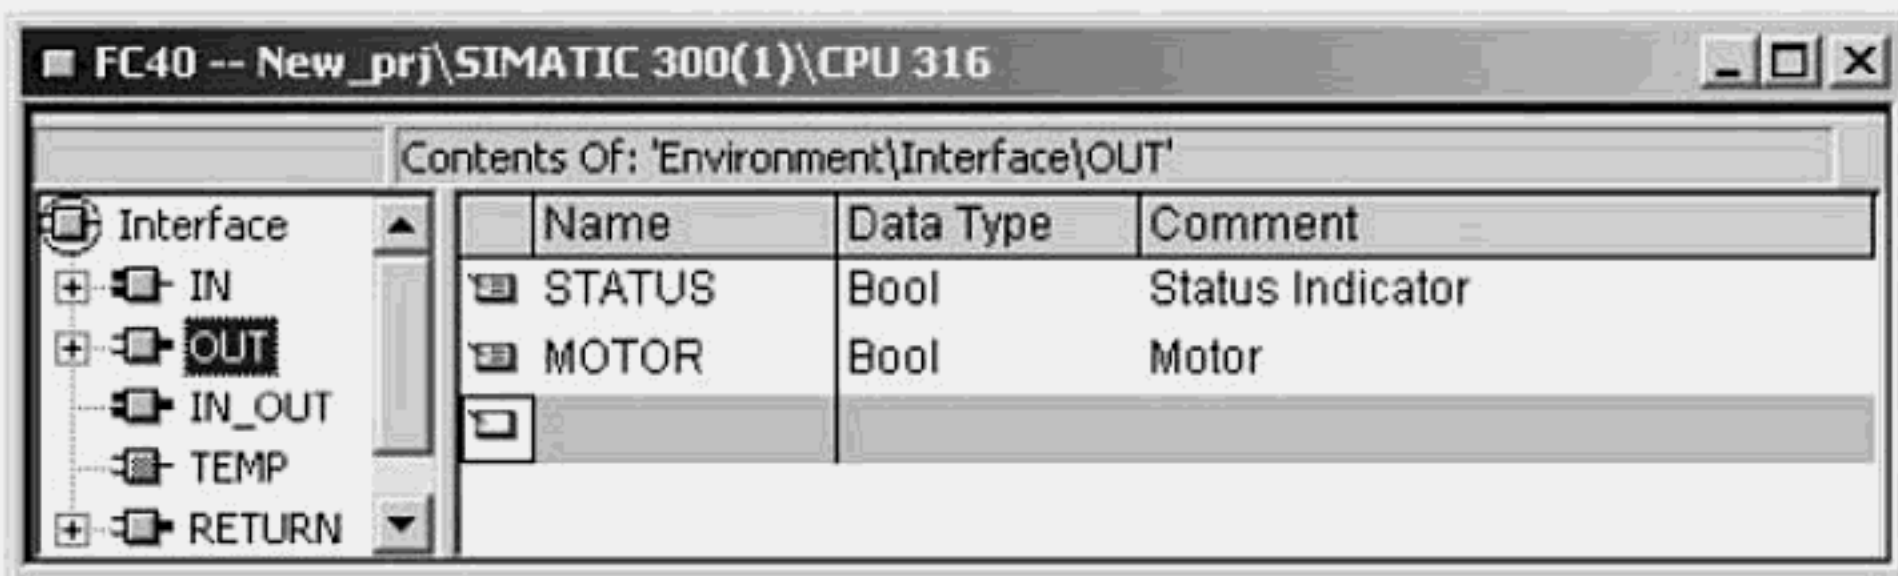 FC40 -- New_prj\SIMATIC 300(1)\CPU 316
Contents Of: 'Environment\Interface\OUT'
Interface
IN
OUT
IN_OUT
TEMP
RETURN
Name Data Type Comment
STATUS Bool Status Indicator
MOTOR Bool Motor